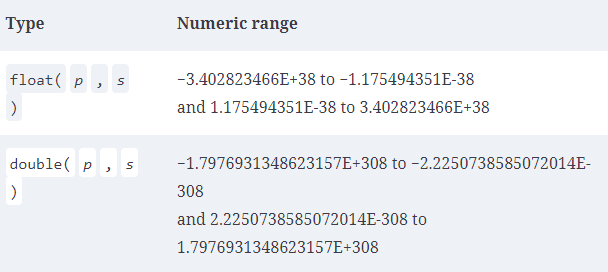 Type Numeric range
float( p , s ) −3.402823466E+38 to −1.175494351E-38
and 1.175494351E-38 to 3.402823466E+38
double( p , s ) −1.7976931348623157E+308 to −2.2250738585072014E-
308
and 2.2250738585072014E-308 to
1.7976931348623157E+308